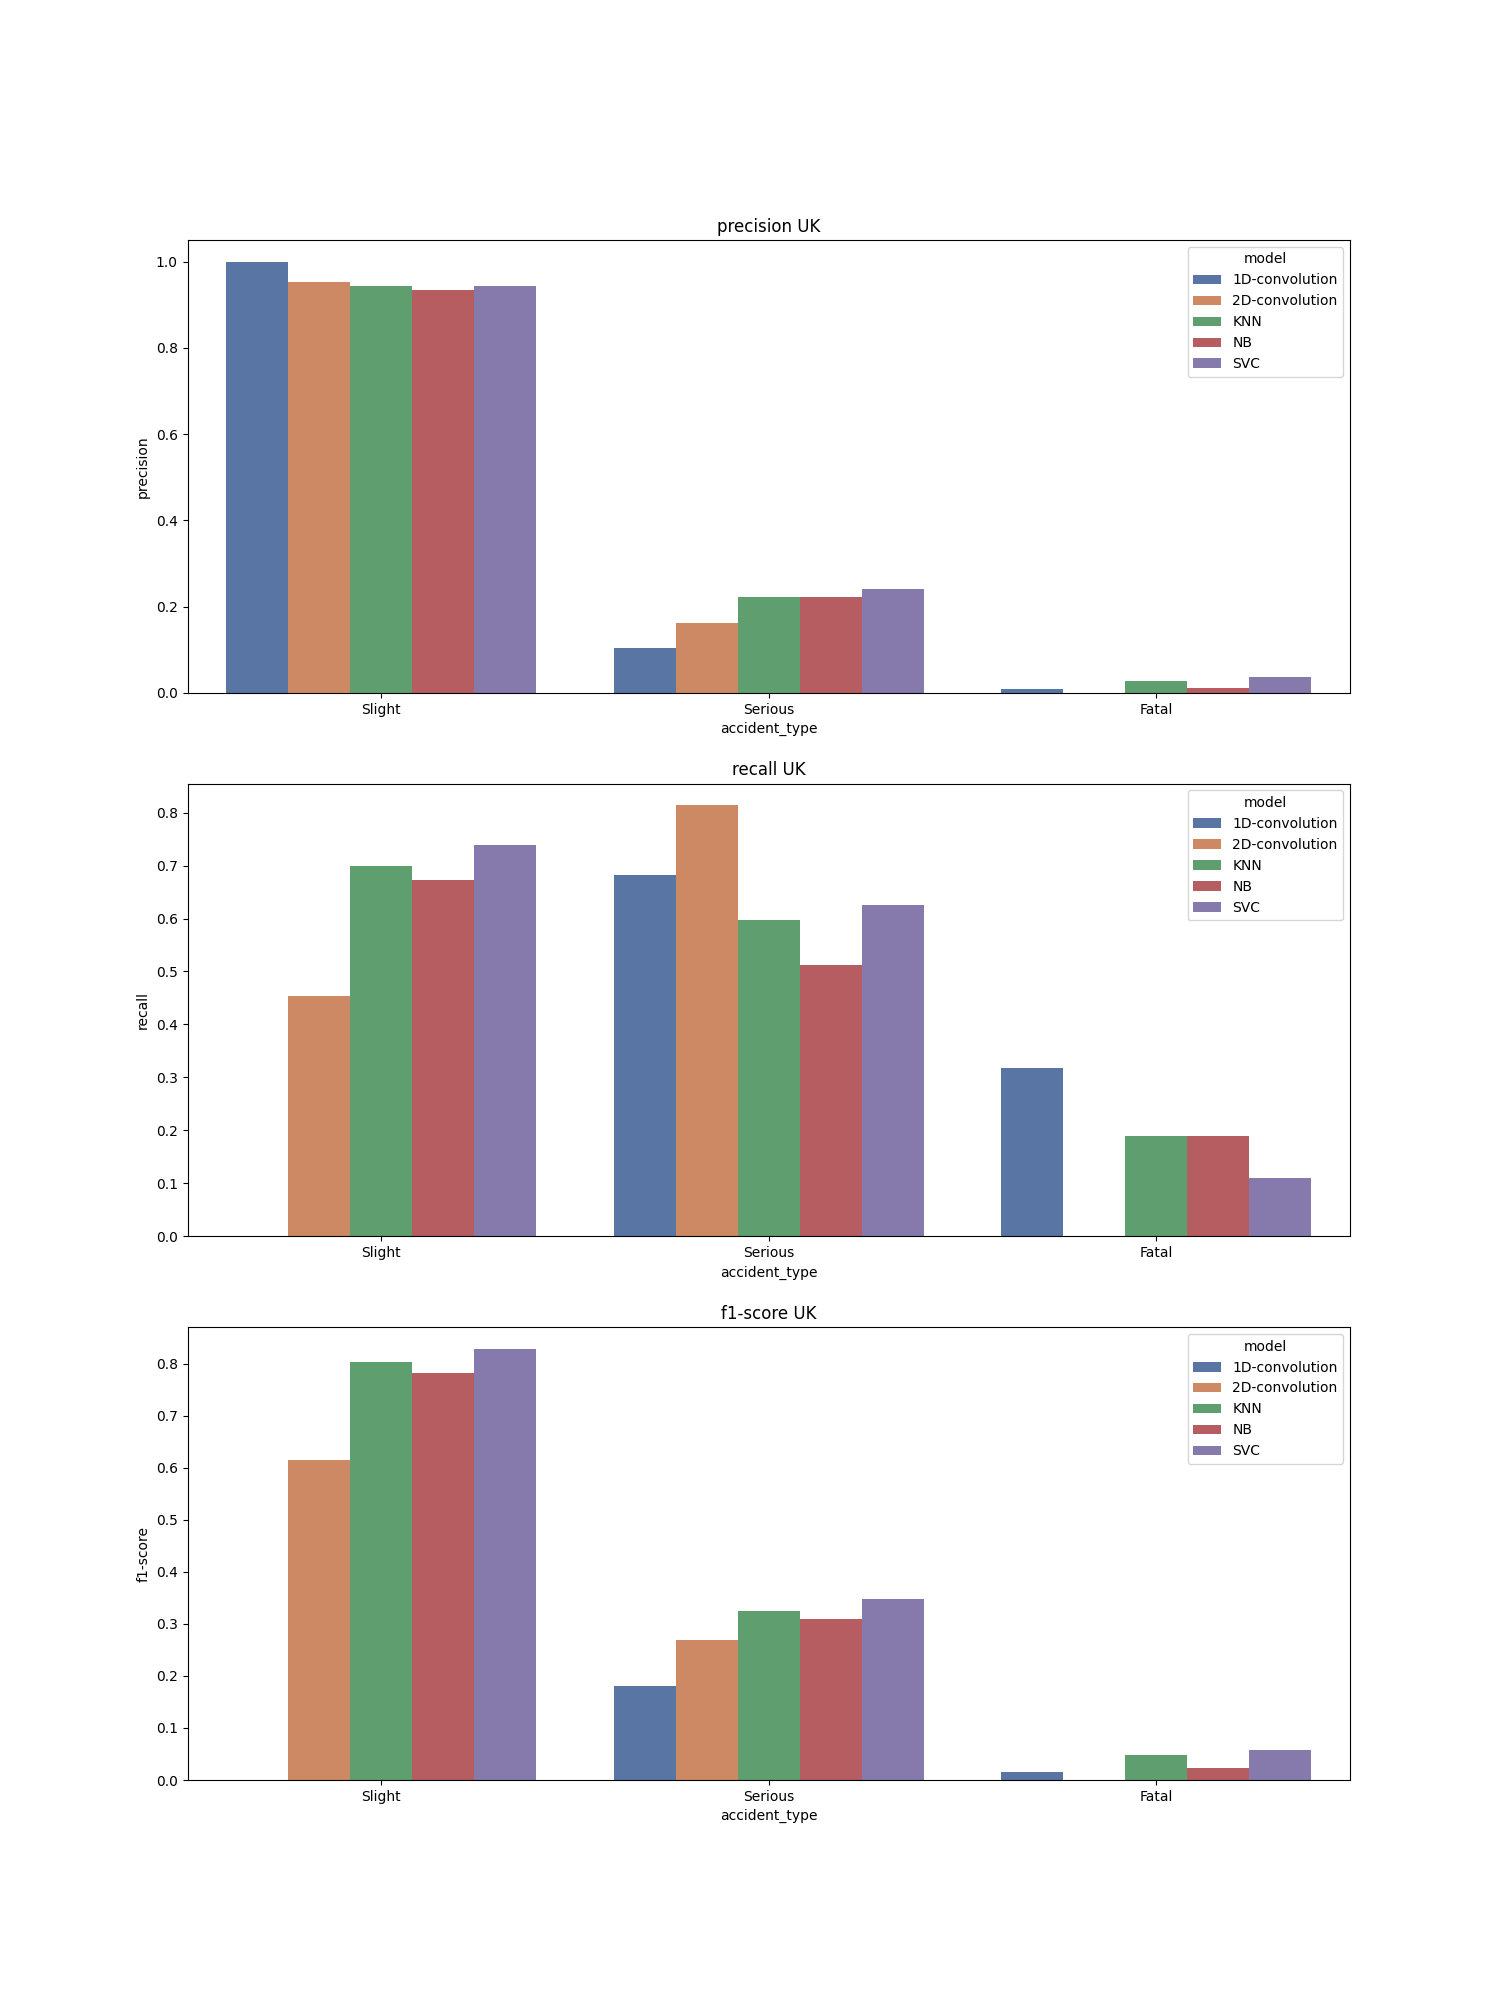 precision UK
model
1D-convolution
2D-convolution
KNN
NB
SVC
1.0
0.8
0.6
0.4
0.2
0.0
precision
Slight
Serious
Fatal
accident_type
recall UK
model
1D-convolution
2D-convolution
KNN
NB
SVC
0.8
0.7
0.6
0.5
0.4
0.3
0.2
0.1
0.0
recall
Slight
Serious
Fatal
accident_type
f1-score UK
model
1D-convolution
2D-convolution
KNN
NB
SVC
0.8
0.7
0.6
0.5
0.4
0.3
0.2
0.1
0.0
f1-score
Slight
Serious
Fatal
accident_type